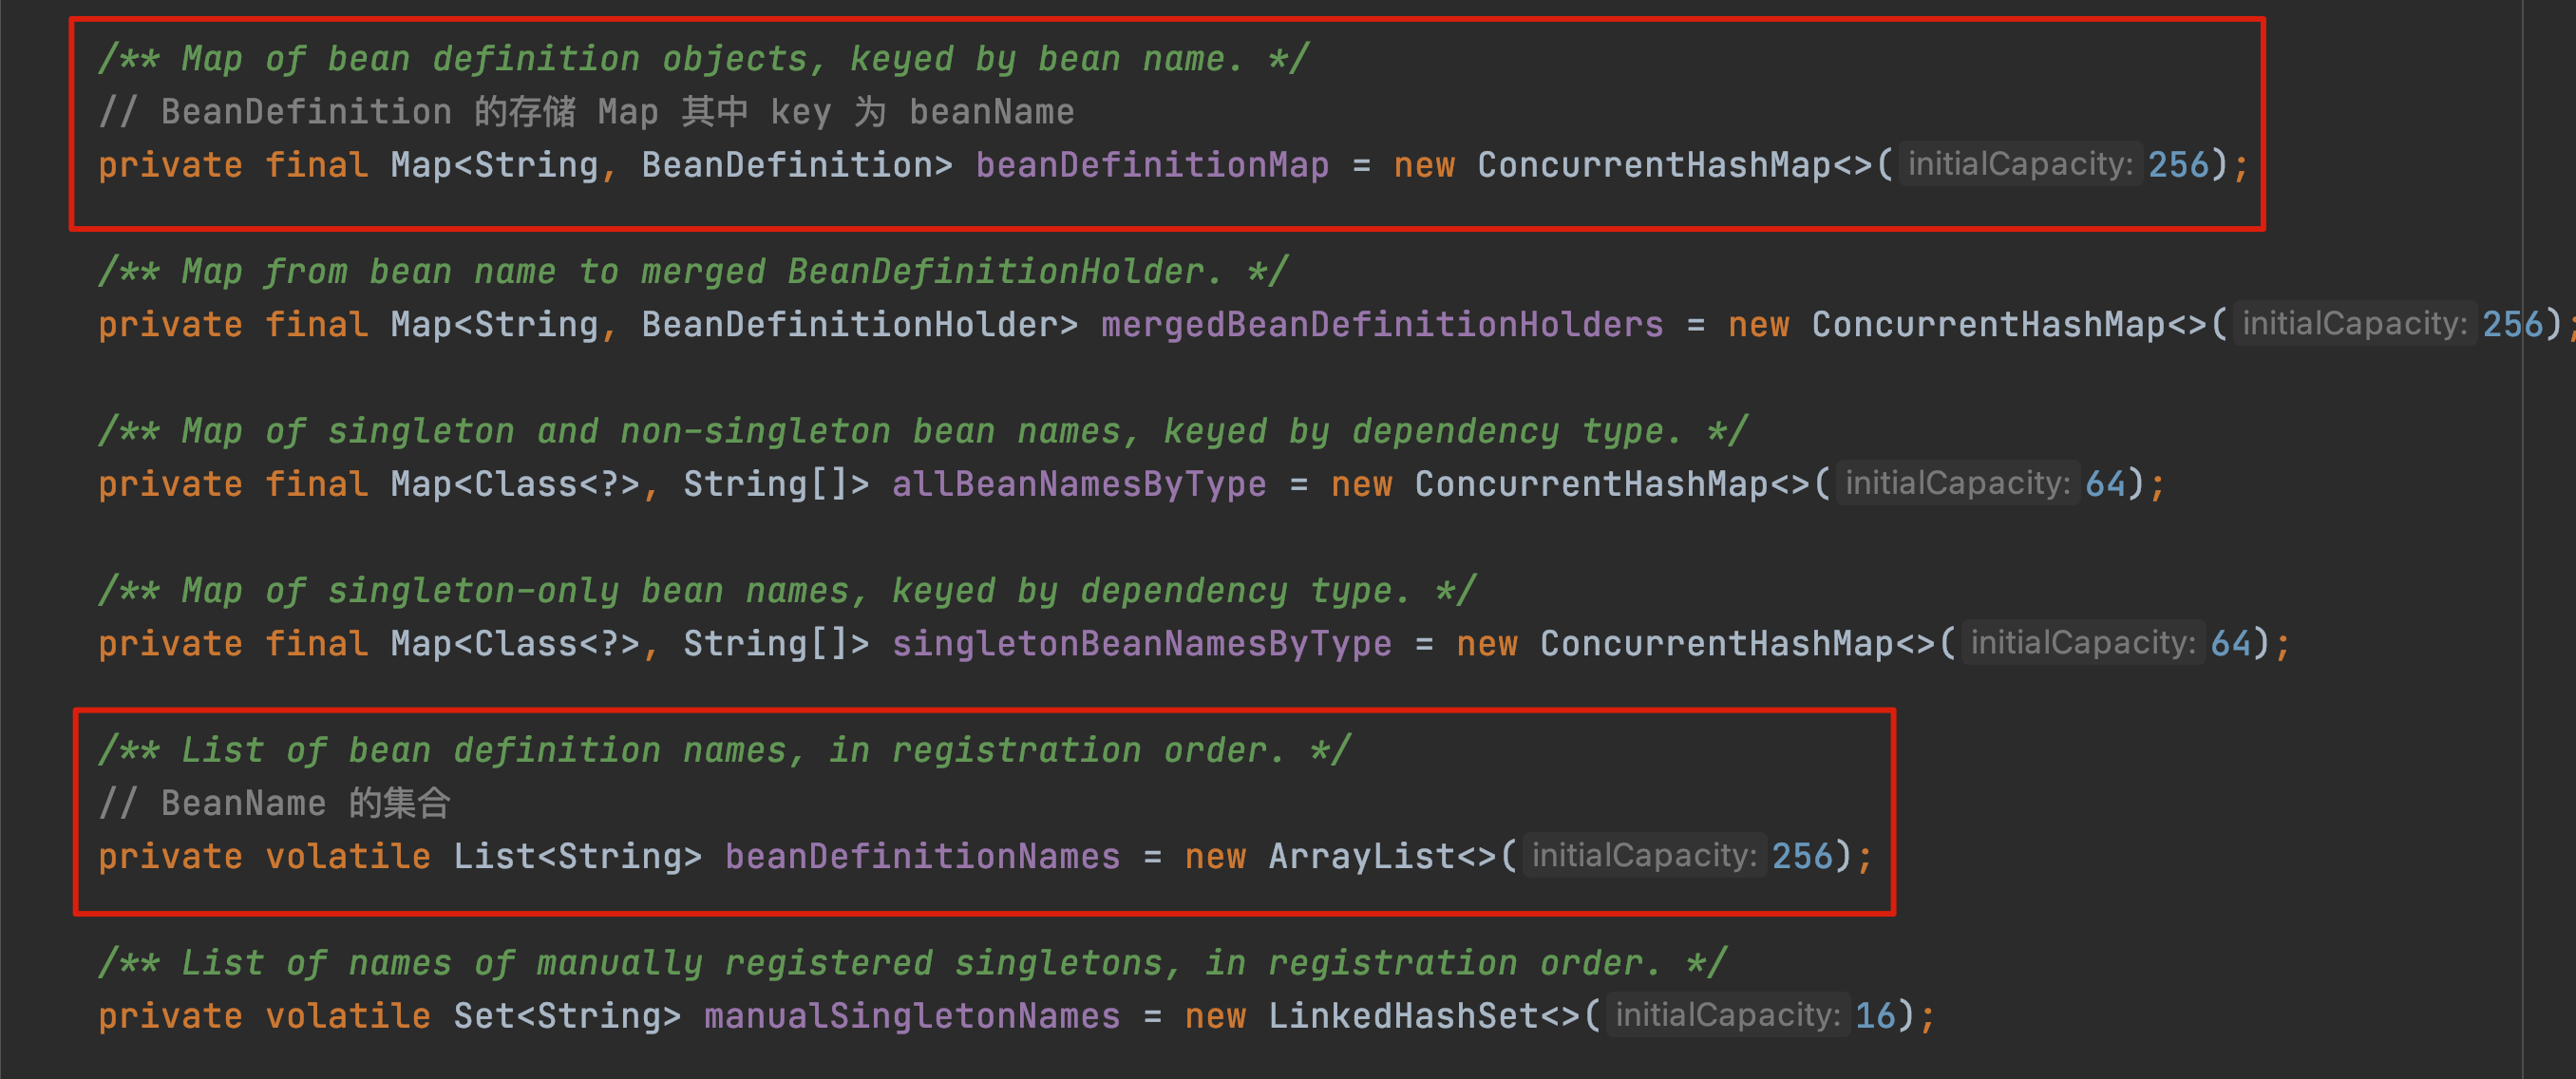 /** Map of bean definition objects, keyed by bean name. */
// BeanDefinition 的存储 Map 其中 key 为 beanName
private final Map<String, BeanDefinition> beanDefinitionMap = new ConcurrentHashMap<>( initialCapacity: 256);
/** Map from bean name to merged BeanDefinitionHolder. */
private final Map<String, BeanDefinitionHolder> mergedBeanDefinitionHolders = new ConcurrentHashMap<>( initialCapacity: 256);
/** Map of singleton and non-singleton bean names, keyed by dependency type. */
private final Map<Class<?>, String[]> allBeanNamesByType = new ConcurrentHashMap<>( initialCapacity: 64);
/** Map of singleton-only bean names, keyed by dependency type. */
private final Map<Class<?>, String[]> singletonBeanNamesByType = new ConcurrentHashMap<>( initialCapacity: 64);
/** List of bean definition names, in registration order. */
// BeanName 的集合
private volatile List<String> beanDefinitionNames = new ArrayList<>( initialCapacity: 256);
/** List of names of manually registered singletons, in registration order. */
private volatile Set<String> manualSingletonNames = new LinkedHashSet<>( initialCapacity: 16);